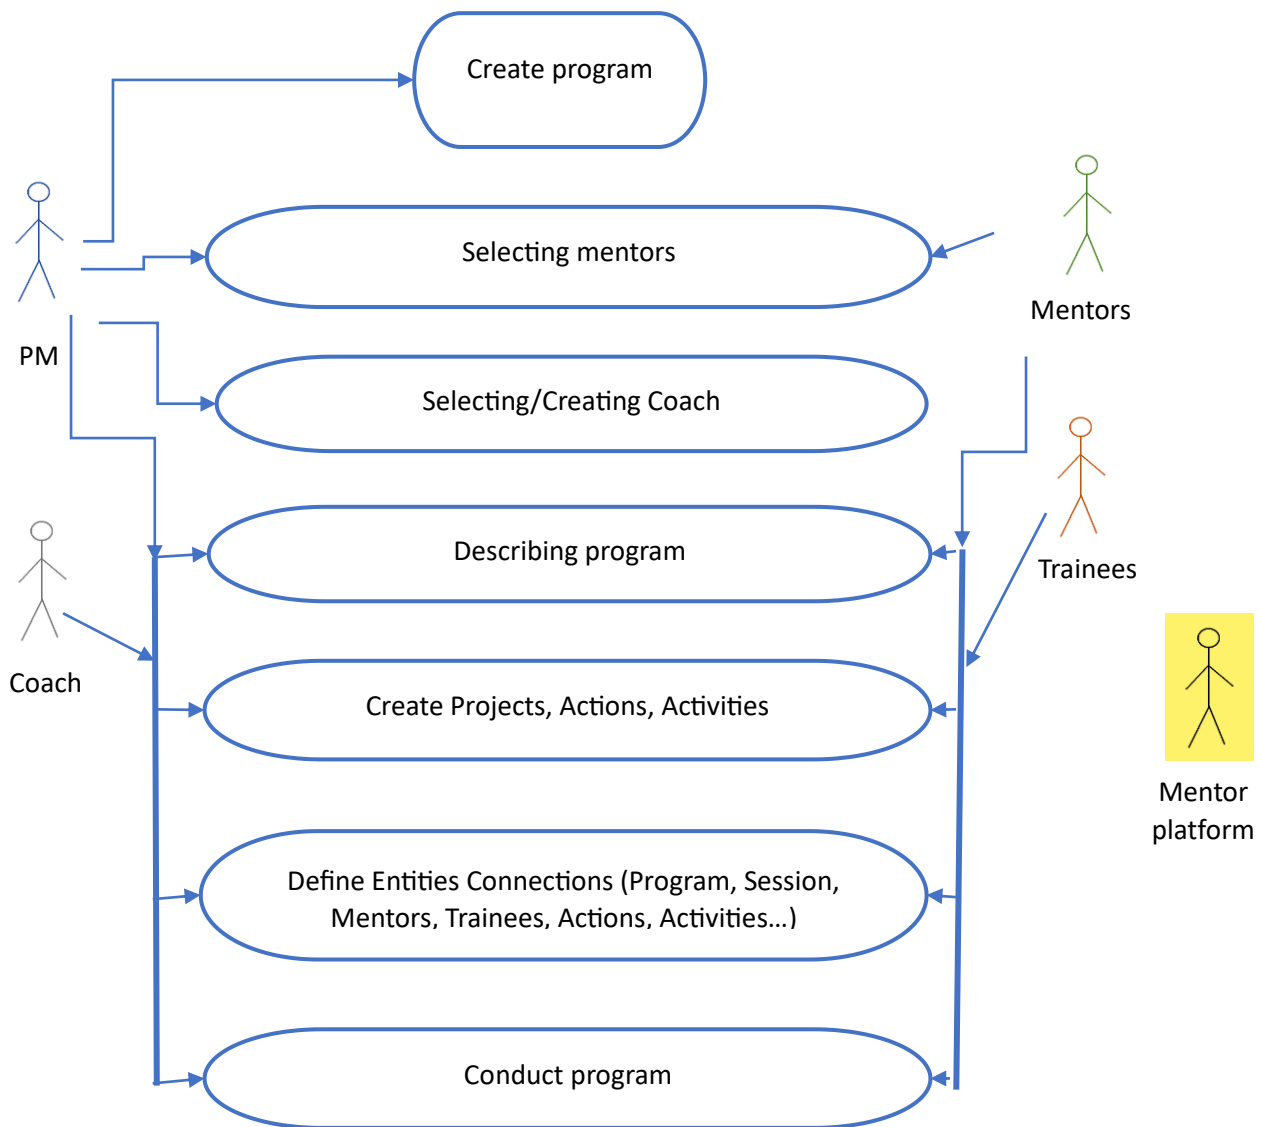 Create program
Selecting mentors
Mentors
PM
Selecting/Creating Coach
Describing program
Trainees
Coach
Create Projects, Actions, Activities
Mentor
platform
Define Entities Connections (Program, Session,
Mentors, Trainees, Actions, Activities...)
Conduct program